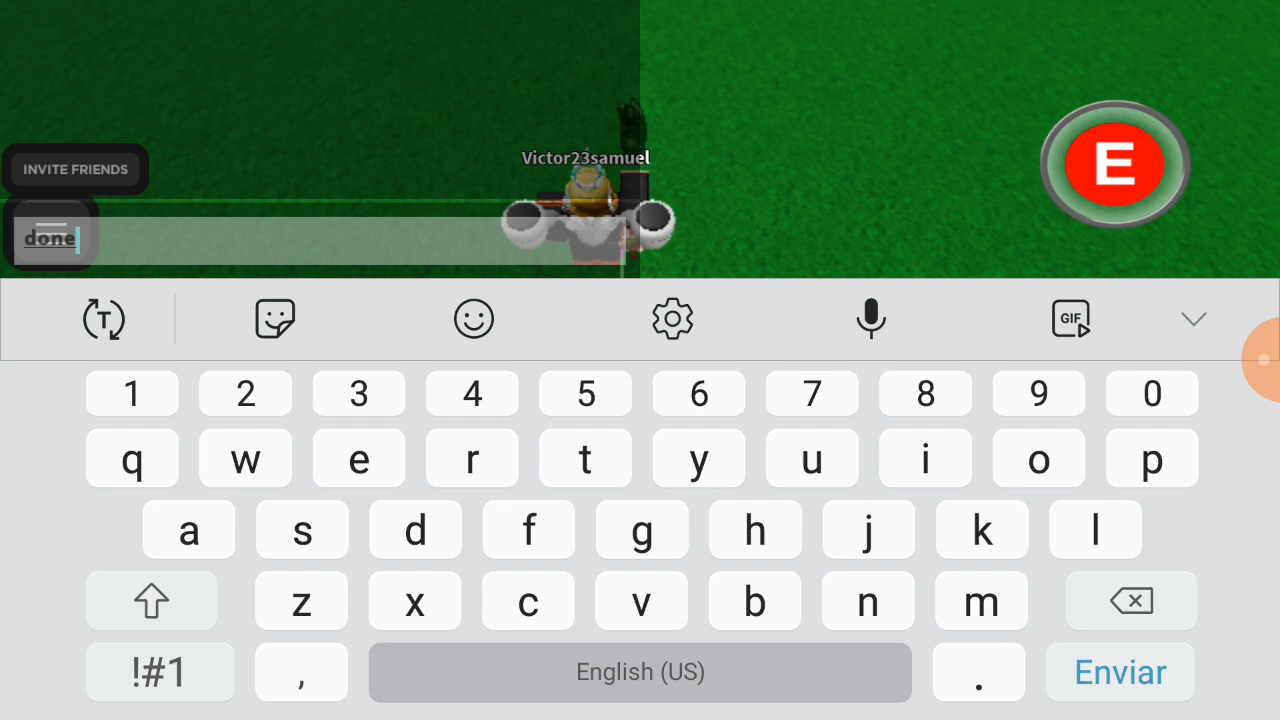 Victor23samuel
INVITE FRIENDS
E
done
T
GIF
1 2 3 4 5 6 7 8 9 0
q w e r t y u i o p
a s d f g h j k l
z x c v b n m
!#1 , English (US) . Enviar